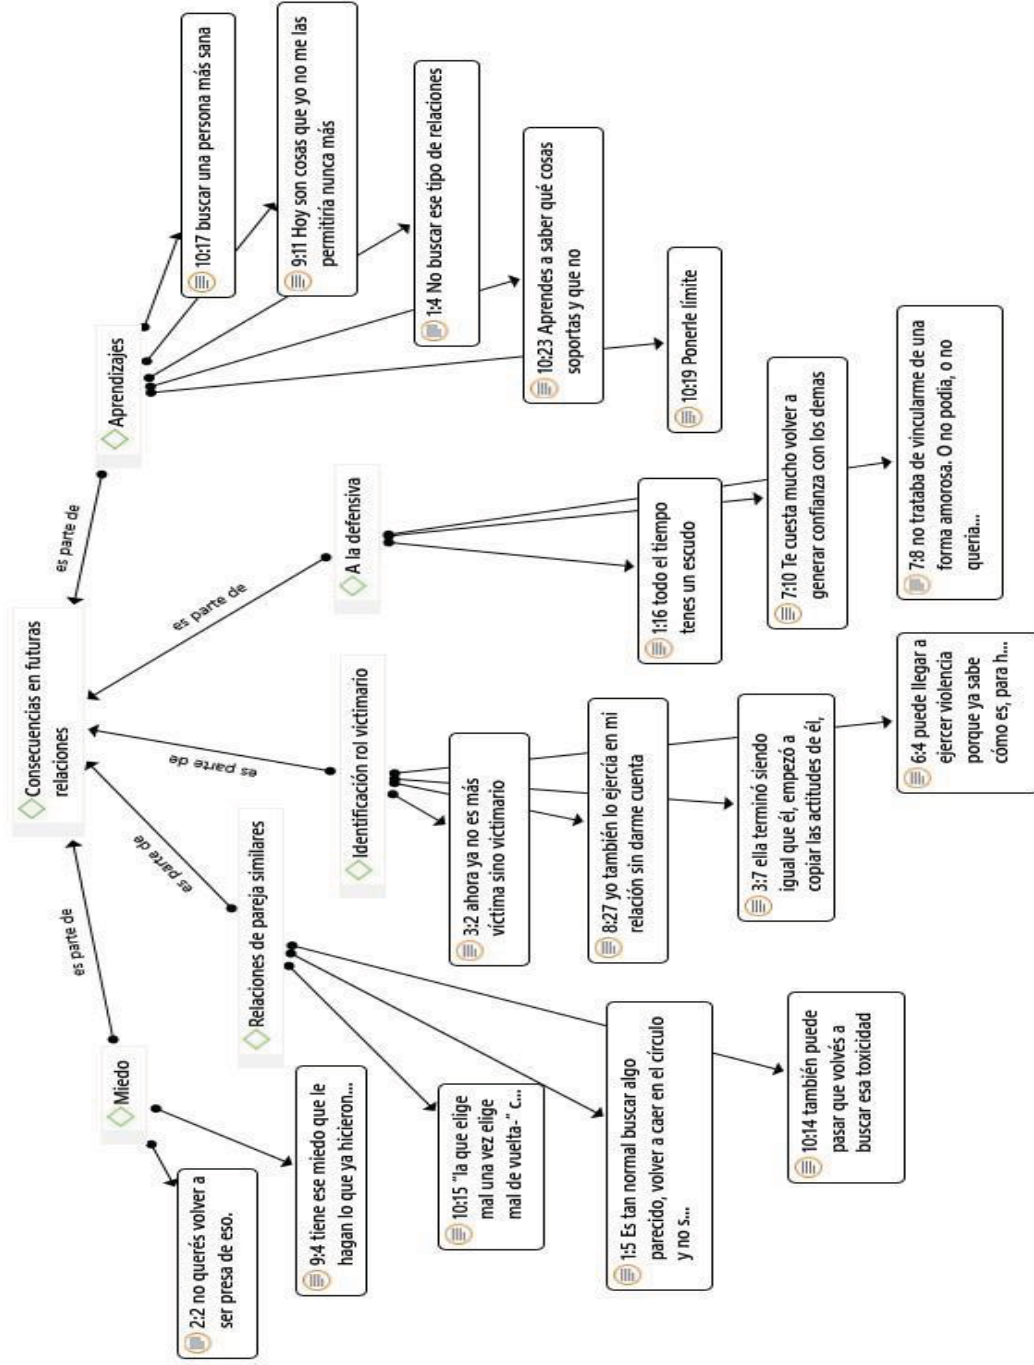 Consecuencias en futuras
relaciones
es parte de
es parte de
es parte de
es parte de
es parte de
Miedo
2:2 no querés volver a
ser presa de eso.
9:4 tiene ese miedo que le
hagan lo que ya hicieron...
Relaciones de pareja similares
10:15 "la que elige
mal una vez elige
mal de vuelta-" c...
1:5 Es tan normal buscar algo
parecido, volver a caer en el círculo
y no s...
10:14 también puede
pasar que volvés a
buscar esa toxicidad
Identificación rol victimario
3:2 ahora ya no es más
víctima sino victimario
8:27 yo también lo ejercía en mi
relación sin darme cuenta
3:7 ella terminó siendo
igual que él, empezó a
copiar las actitudes de él,
6:4 puede llegar a
ejercer violencia
porque ya sabe
cómo es, para h...
A la defensiva
1:16 todo el tiempo
tenes un escudo
7:10 Te cuesta mucho volver a
generar confianza con los demas
7:8 no trataba de vincularme de una
forma amorosa. O no podia, o no
queria...
Aprendizajes
10:17 buscar una persona más sana
9:11 Hoy son cosas que yo no me las
permitiría nunca más
1:4 No buscar ese tipo de relaciones
10:23 Aprendes a saber qué cosas
soportas y que no
10:19 Ponerle límite